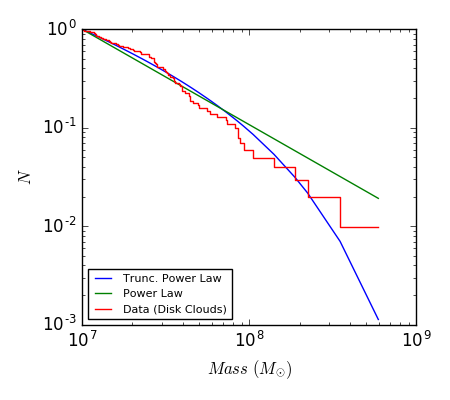 10^0
10^-1
10^-2
10^-3
N
Trunc. Power Law
Power Law
Data (Disk Clouds)
10^7 10^8 10^9
Mass (M_⊙)